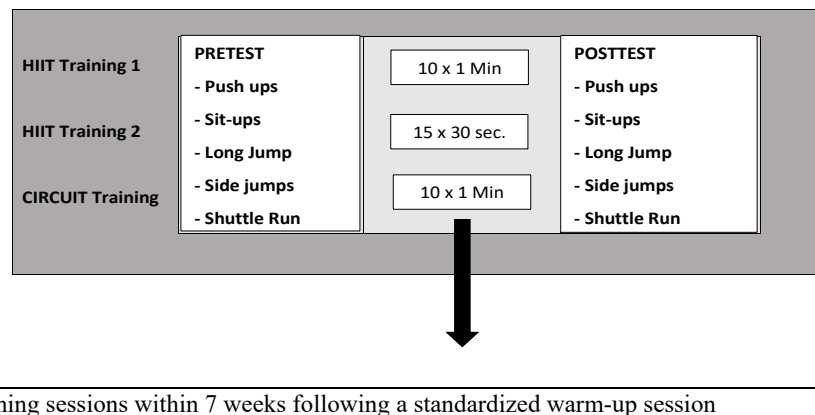 HIIT Training 1
HIIT Training 2
CIRCUIT Training
PRETEST
- Push ups
- Sit-ups
- Long Jump
- Side jumps
- Shuttle Run
10 x 1 Min
15 x 30 sec.
10 x 1 Min
POSTTEST
- Push ups
- Sit-ups
- Long Jump
- Side jumps
- Shuttle Run
sessions within 7 weeks following a standardized warm-up session